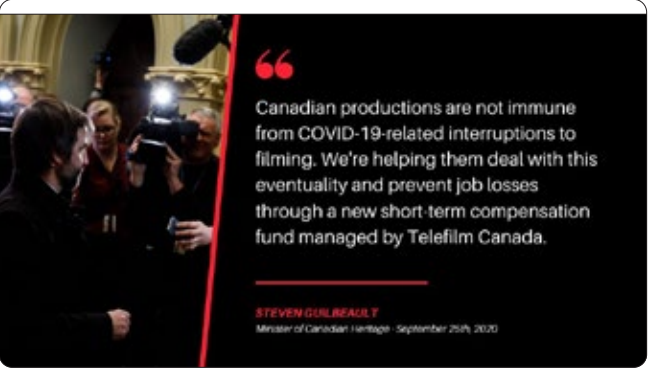 Canadian productions are not immune
from COVID-19-related interruptions to
filming. We're helping them deal with this
eventuality and prevent job losses
through a new short-term compensation
fund managed by Telefilm Canada.
STEVEN GUILBEAULT
Minister of Canadian Heritage - September 25th, 2020